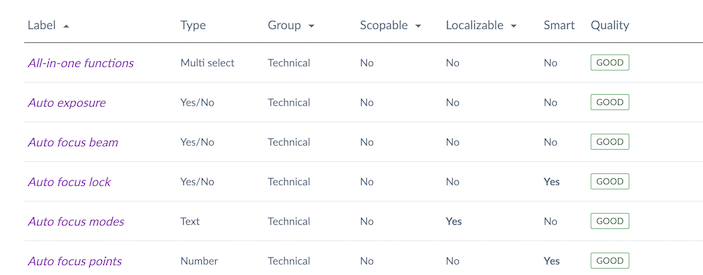 Label Type Group Scopable Localizable Smart Quality
All-in-one functions Multi select Technical No No No GOOD
Auto exposure Yes/No Technical No No No GOOD
Auto focus beam Yes/No Technical No No No GOOD
Auto focus lock Yes/No Technical No No Yes GOOD
Auto focus modes Text Technical No Yes No GOOD
Auto focus points Number Technical No No Yes GOOD